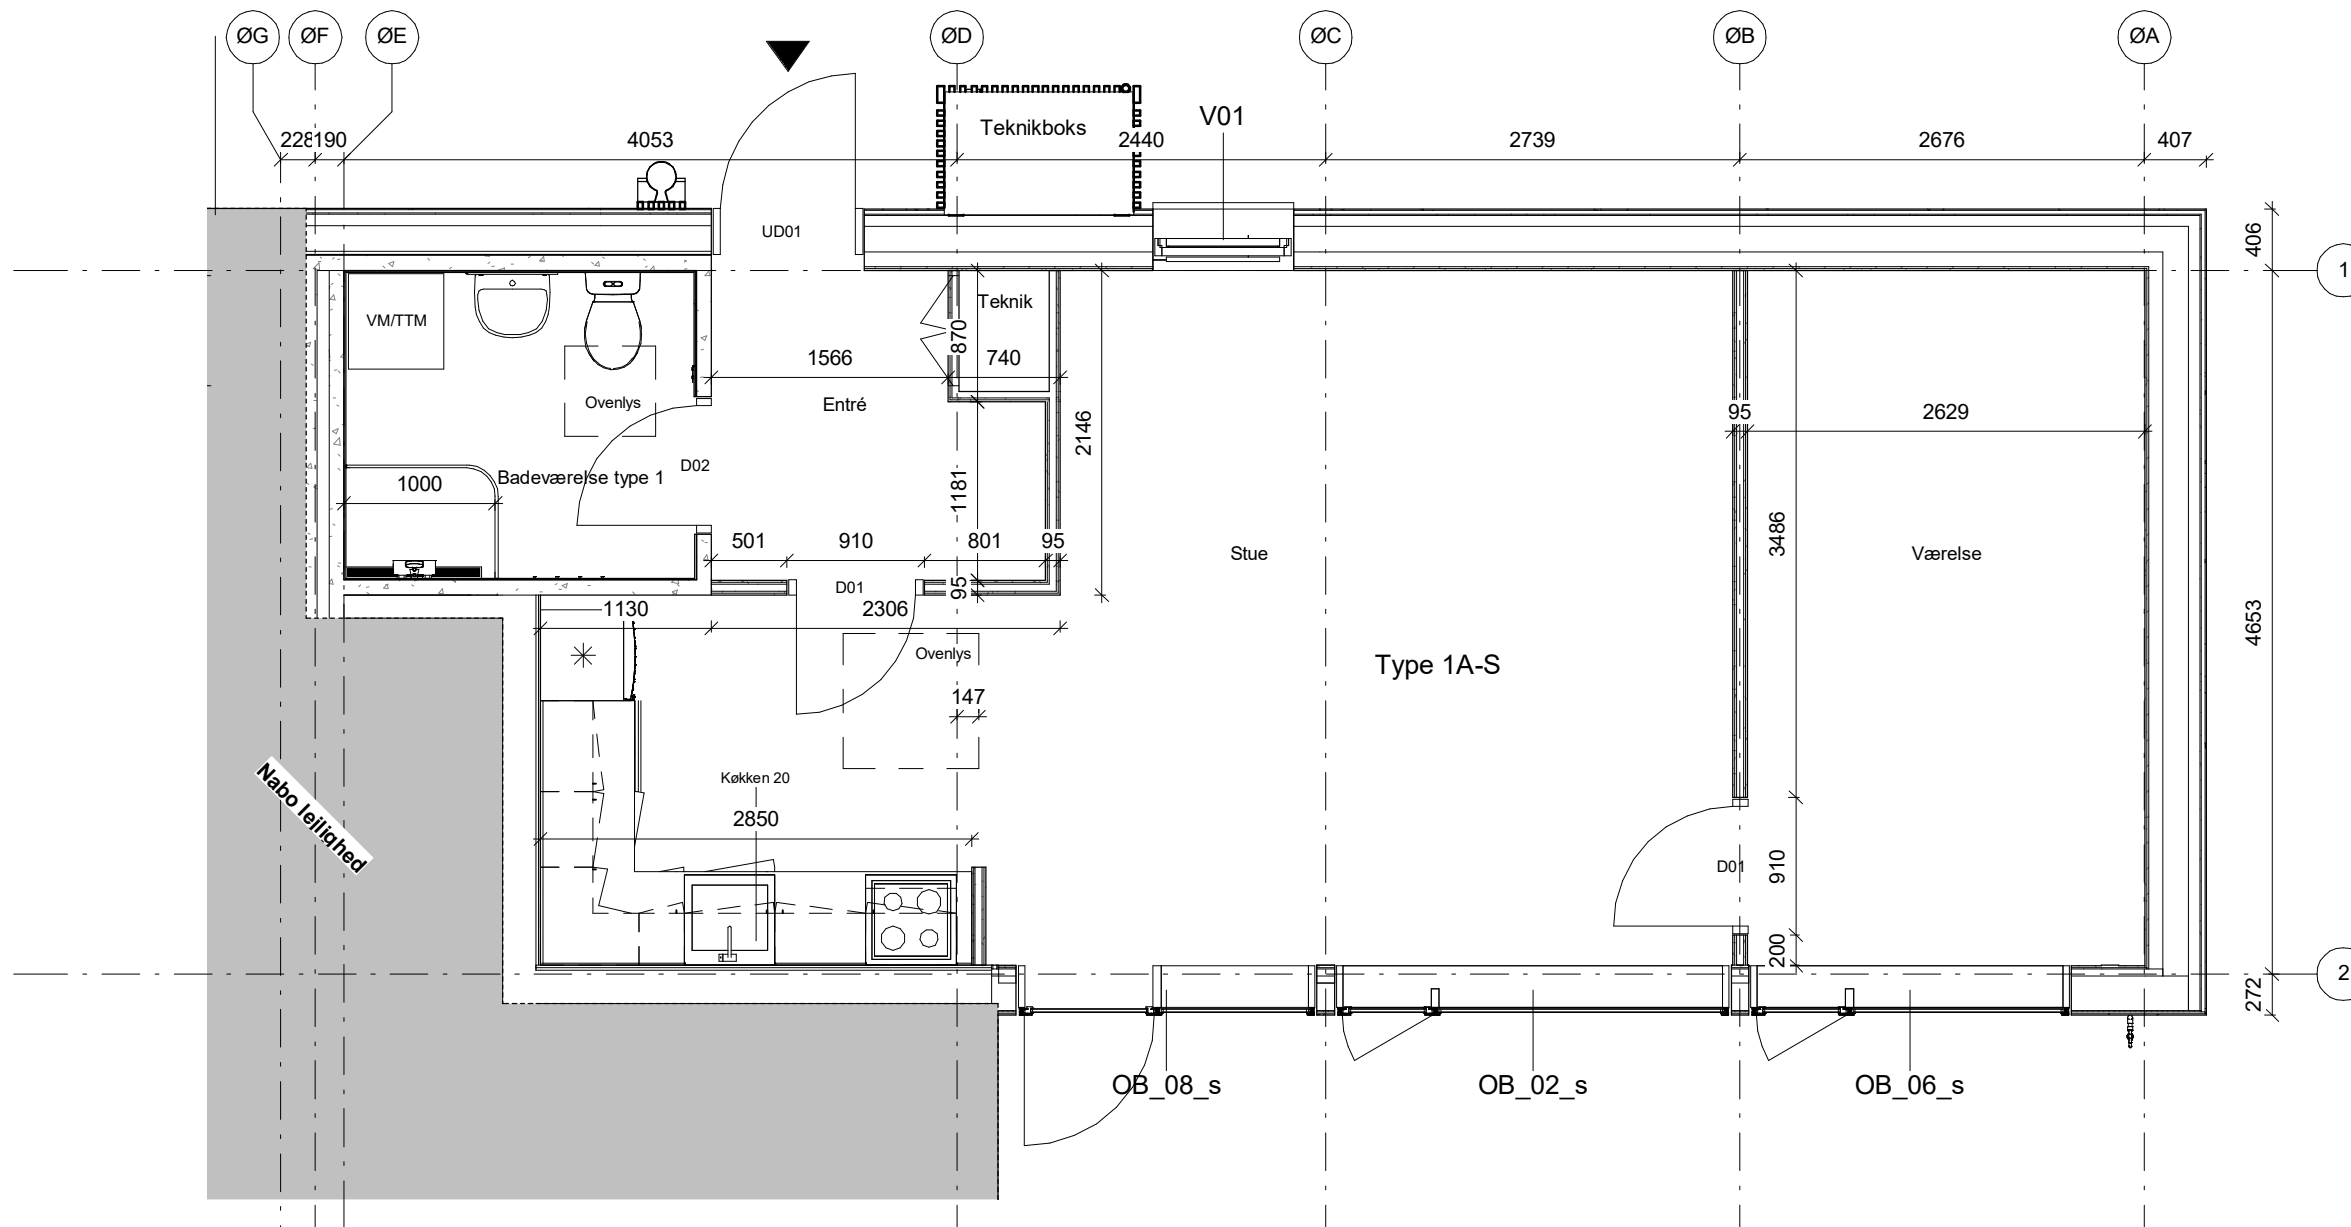 ØG ØF ØE ØD ØC ØB ØA
228 190 4053 2440 2739 2676 407
Teknikboks
V01
UD01
406
1
VM/TTM
Teknik
870
1566 740
Ovenlys
Entré
95 2629
2146
D02
Badeværelse type 1
1000
1181
501 910 801 95
3486
Stue
Værelse
D01
95
1130 2306
4653
Ovenlys
Type 1A-S
147
Køkken 20
2850
Nabo lejlighed
D01
910
200
2
272
OB_08_s OB_02_s OB_06_s